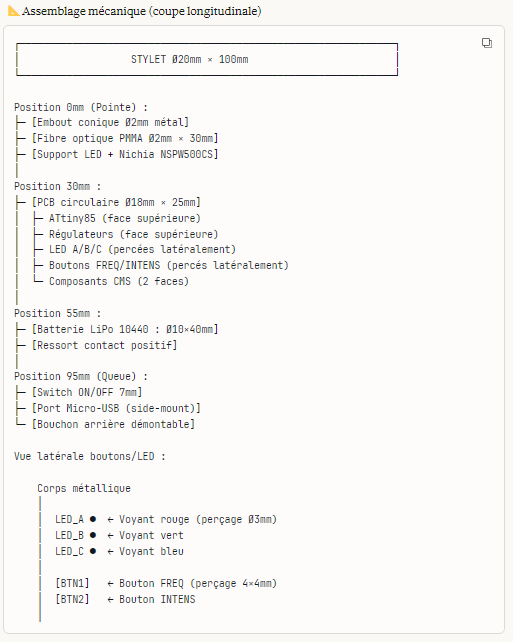 📐 Assemblage mécanique (coupe longitudinale)
STYLET Ø20mm × 100mm
Position 0mm (Pointe) :
├─ [Embout conique Ø2mm métal]
├─ [Fibre optique PMMA Ø2mm × 30mm]
├─ [Support LED + Nichia NSPW500CS]
│
Position 30mm :
├─ [PCB circulaire Ø18mm × 25mm]
│  ├─ ATtiny85 (face supérieure)
│  ├─ Régulateurs (face supérieure)
│  ├─ LED A/B/C (percées latéralement)
│  ├─ Boutons FREQ/INTENS (percés latéralement)
│  └─ Composants CMS (2 faces)
│
Position 55mm :
├─ [Batterie LiPo 10440 : Ø10×40mm]
├─ [Ressort contact positif]
│
Position 95mm (Queue) :
├─ [Switch ON/OFF 7mm]
├─ [Port Micro-USB (side-mount)]
└─ [Bouchon arrière démontable]
Vue latérale boutons/LED :
Corps métallique
│
│ LED_A ● ← Voyant rouge (perçage Ø3mm)
│ LED_B ● ← Voyant vert
│ LED_C ● ← Voyant bleu
│
│ [BTN1] ← Bouton FREQ (perçage 4×4mm)
│ [BTN2] ← Bouton INTENS
│